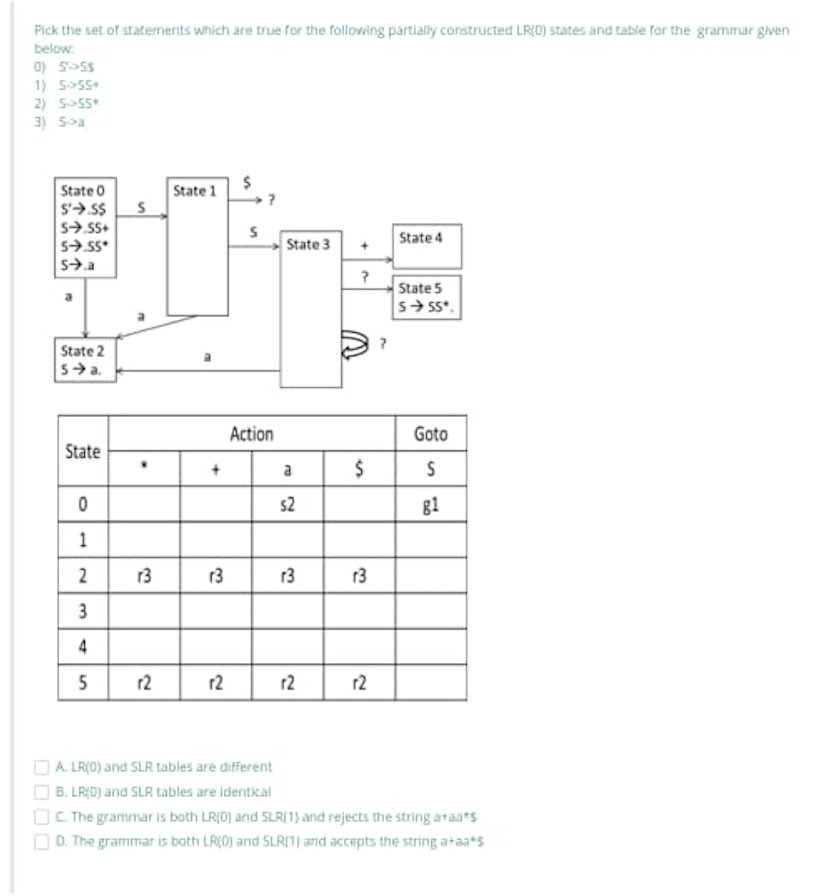 Pick the set of statements which are true for the following partially constructed LR(0) states and table for the grammar given
below:
0) S'->S$
1) S->SS+
2) S->SS*
3) S->a
State 0
S'→.S$
S→.SS+
S→.SS*
S→.a
S
State 1
$
?
S
State 3
+
State 4
?
State 5
S→SS*.
a
a
State 2
S→a.
a
?
State Action Goto
* + a $ S
0 s2 g1
1
2 r3 r3 r3 r3
3
4
5 r2 r2 r2 r2
A. LR(0) and SLR tables are different
B. LR(0) and SLR tables are identical
C. The grammar is both LR(0) and SLR(1) and rejects the string a+aa*$
D. The grammar is both LR(0) and SLR(1) and accepts the string a+aa*$